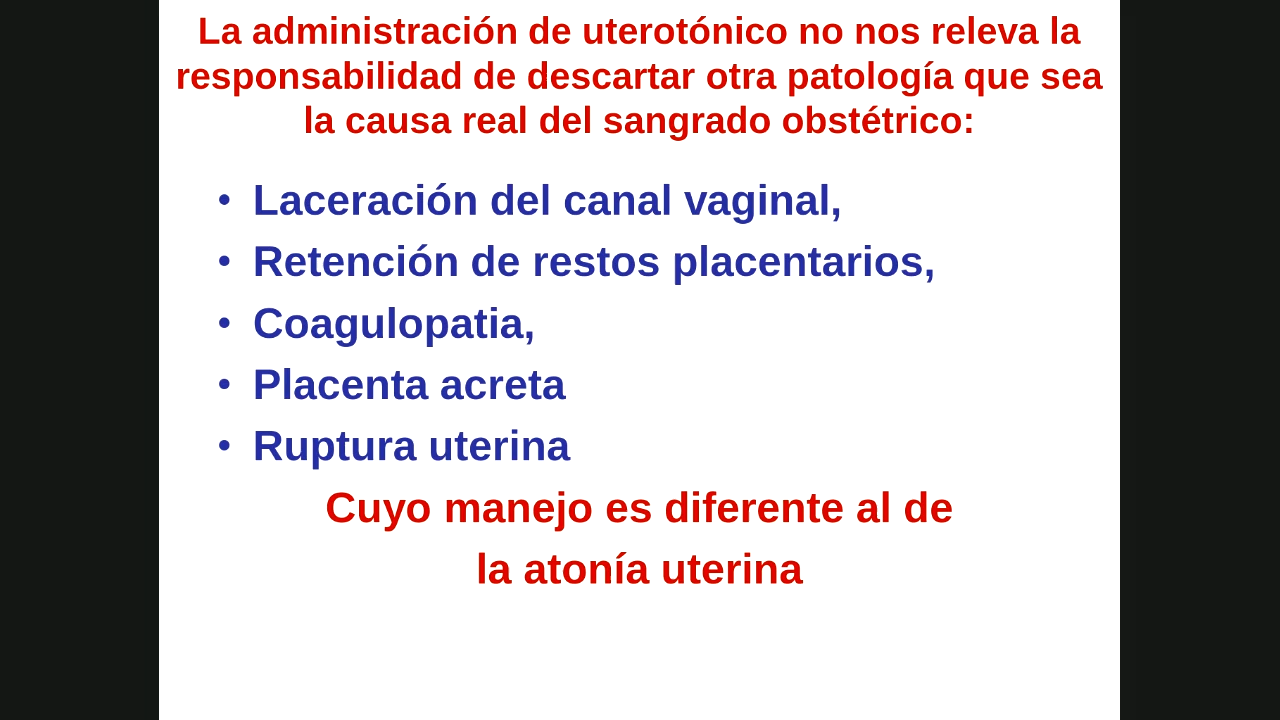 La administración de uterotónico no nos releva la
responsabilidad de descartar otra patología que sea
la causa real del sangrado obstétrico:
• Laceración del canal vaginal,
• Retención de restos placentarios,
• Coagulopatia,
• Placenta acreta
• Ruptura uterina
Cuyo manejo es diferente al de
la atonía uterina